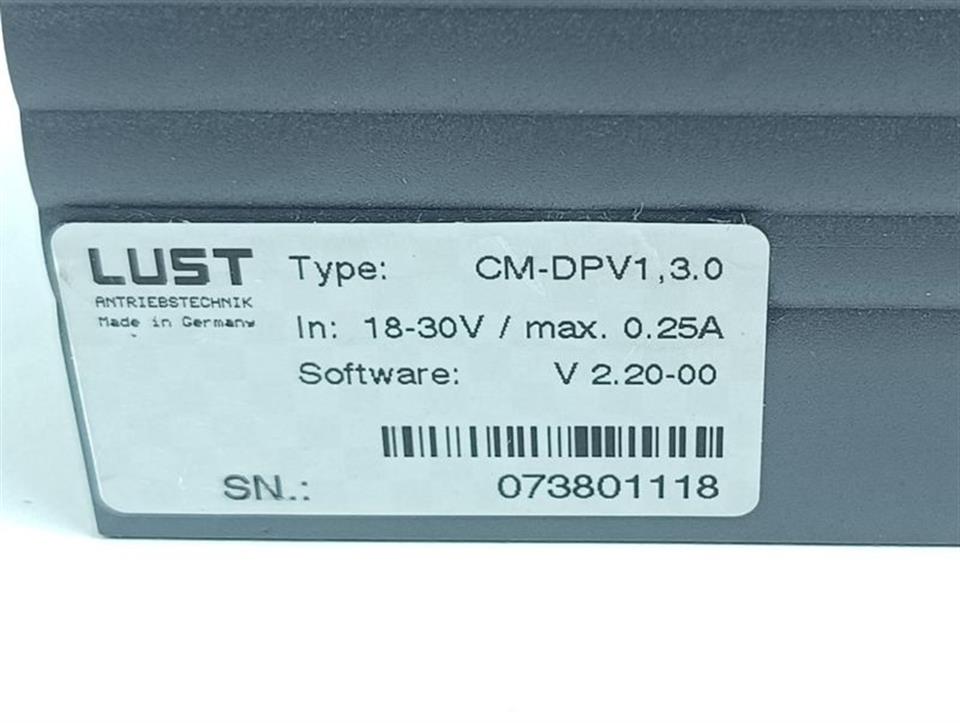 LUST
ANTRIEBSTECHNIK
Made in Germany
Type: CM-DPV1,3.0
In: 18-30V / max. 0.25A
Software: V 2.20-00
SN.: 073801118